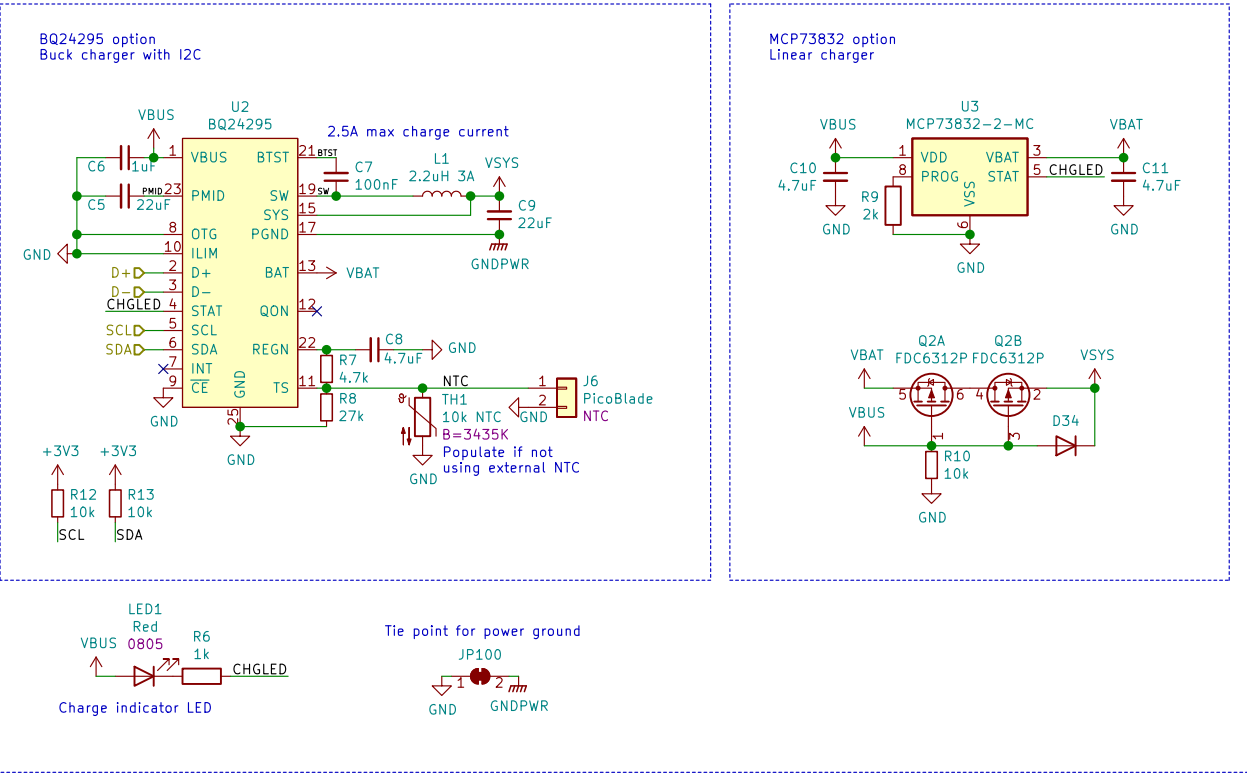 BQ24295 option
Buck charger with I2C
U2
BQ24295
VBUS
C6
1uF
1
VBUS
PMID
23
PMID
C5
22uF
8
OTG
GND
10
ILIM
D+
2
D+
D-
3
D-
CHGLED
4
STAT
SCL
5
SCL
SDA
6
SDA
7
INT
9
CE
GND
GND
25
GND
BTST
21
BTST
2.5A max charge current
C7
100nF
L1
2.2uH 3A
VSYS
SW
19
SW
SYS
15
C9
22uF
PGND
17
GNDPWR
BAT
13
VBAT
QON
12
REGN
22
C8
4.7uF
GND
R7
4.7k
TS
11
NTC
R8
27k
TH1
10k NTC
B=3435K
Populate if not
using external NTC
θ
GND
1
2
GND
J6
PicoBlade
NTC
+3V3
+3V3
R12
10k
R13
10k
SCL
SDA
MCP73832 option
Linear charger
U3
MCP73832-2-MC
VBUS
VBAT
C10
4.7uF
GND
1
VDD
8
PROG
VSS
6
VBAT
3
STAT
5
CHGLED
R9
2k
GND
C11
4.7uF
GND
Q2A
FDC6312P
Q2B
FDC6312P
VBAT
VSYS
5
6
4
2
VBUS
1
3
D34
R10
10k
GND
LED1
Red
0805
VBUS
R6
1k
CHGLED
Charge indicator LED
Tie point for power ground
JP100
1
2
GND
GNDPWR